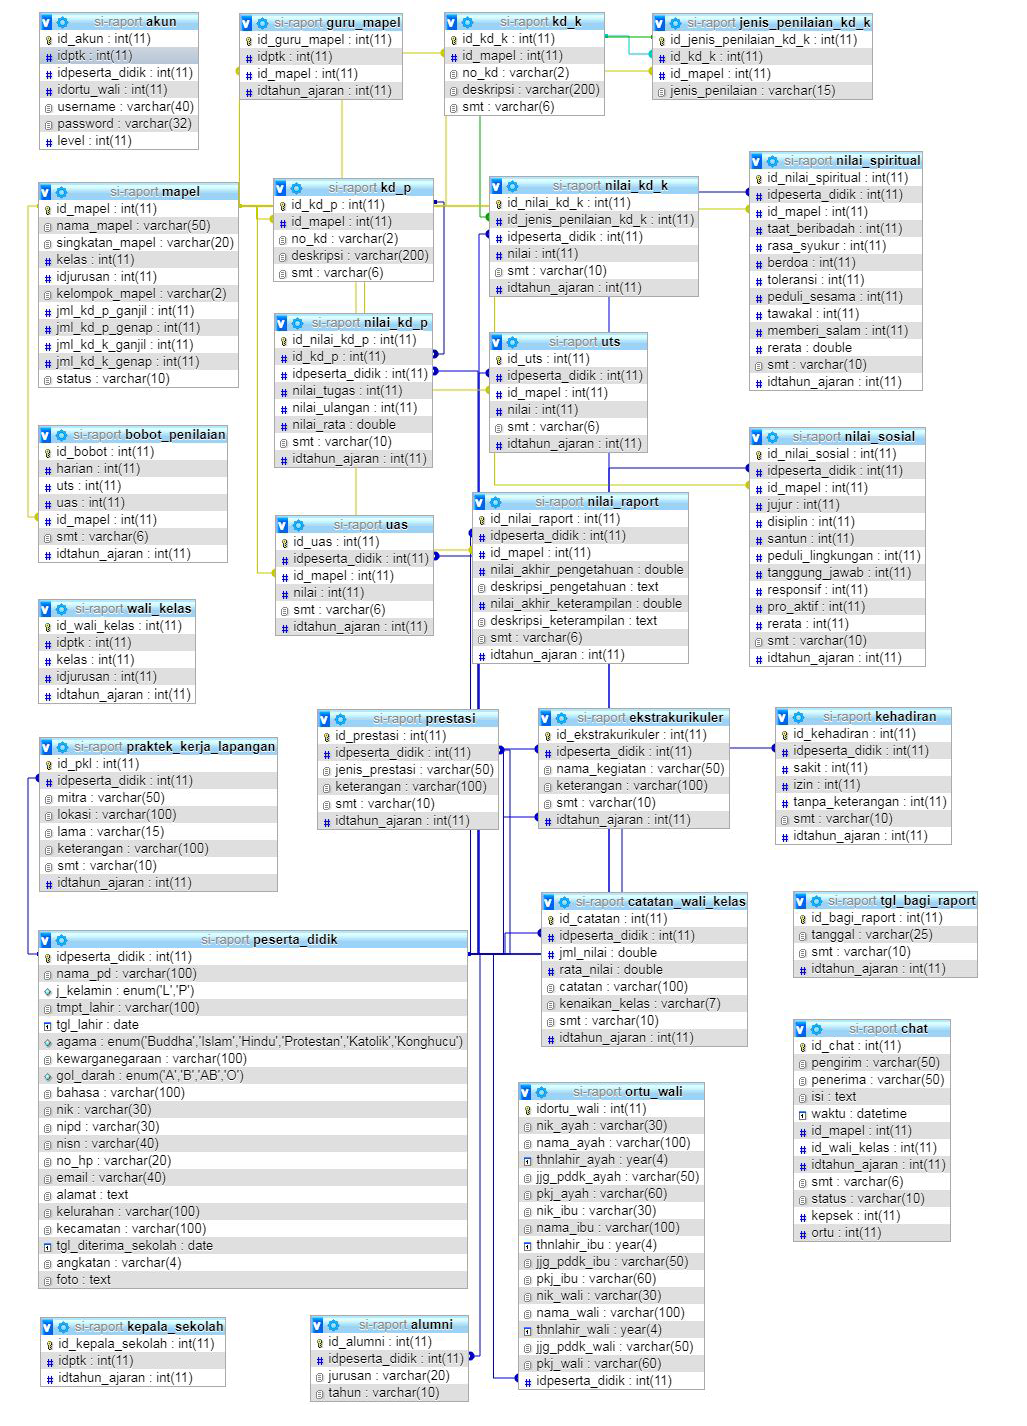 si-raport akun
id_akun : int(11)
idptk : int(11)
idpeserta_didik : int(11)
idortu_wali : int(11)
username : varchar(40)
password : varchar(32)
level : int(11)
si-raport guru_mapel
id_guru_mapel : int(11)
idptk : int(11)
id_mapel : int(11)
idtahun_ajaran : int(11)
si-raport kd_k
id_kd_k : int(11)
id_mapel : int(11)
no_kd : varchar(2)
deskripsi : varchar(200)
smt : varchar(6)
si-raport jenis_penilaian_kd_k
id_jenis_penilaian_kd_k : int(11)
id_kd_k : int(11)
id_mapel : int(11)
jenis_penilaian : varchar(15)
si-raport mapel
id_mapel : int(11)
nama_mapel : varchar(50)
singkatan_mapel : varchar(20)
kelas : int(11)
idjurusan : int(11)
kelompok_mapel : varchar(2)
jml_kd_p_ganjil : int(11)
jml_kd_p_genap : int(11)
jml_kd_k_ganjil : int(11)
jml_kd_k_genap : int(11)
status : varchar(10)
si-raport kd_p
id_kd_p : int(11)
id_mapel : int(11)
no_kd : varchar(2)
deskripsi : varchar(200)
smt : varchar(6)
si-raport nilai_kd_k
id_nilai_kd_k : int(11)
id_jenis_penilaian_kd_k : int(11)
idpeserta_didik : int(11)
nilai : int(11)
smt : varchar(10)
idtahun_ajaran : int(11)
si-raport nilai_spiritual
id_nilai_spiritual : int(11)
idpeserta_didik : int(11)
id_mapel : int(11)
taat_beribadah : int(11)
rasa_syukur : int(11)
berdoa : int(11)
toleransi : int(11)
peduli_sesama : int(11)
tawakal : int(11)
memberi_salam : int(11)
rerata : double
smt : varchar(10)
idtahun_ajaran : int(11)
si-raport nilai_kd_p
id_nilai_kd_p : int(11)
id_kd_p : int(11)
idpeserta_didik : int(11)
nilai_tugas : int(11)
nilai_ulangan : int(11)
nilai_rata : double
smt : varchar(10)
idtahun_ajaran : int(11)
si-raport uts
id_uts : int(11)
idpeserta_didik : int(11)
id_mapel : int(11)
nilai : int(11)
smt : varchar(6)
idtahun_ajaran : int(11)
si-raport bobot_penilaian
id_bobot : int(11)
harian : int(11)
uts : int(11)
uas : int(11)
id_mapel : int(11)
smt : varchar(6)
idtahun_ajaran : int(11)
si-raport nilai_sosial
id_nilai_sosial : int(11)
idpeserta_didik : int(11)
id_mapel : int(11)
jujur : int(11)
disiplin : int(11)
santun : int(11)
peduli_lingkungan : int(11)
tanggung_jawab : int(11)
responsif : int(11)
pro_aktif : int(11)
rerata : int(11)
smt : varchar(10)
idtahun_ajaran : int(11)
si-raport uas
id_uas : int(11)
idpeserta_didik : int(11)
id_mapel : int(11)
nilai : int(11)
smt : varchar(6)
idtahun_ajaran : int(11)
si-raport nilai_raport
id_nilai_raport : int(11)
idpeserta_didik : int(11)
id_mapel : int(11)
nilai_akhir_pengetahuan : double
deskripsi_pengetahuan : text
nilai_akhir_keterampilan : double
deskripsi_keterampilan : text
smt : varchar(6)
idtahun_ajaran : int(11)
si-raport wali_kelas
id_wali_kelas : int(11)
idptk : int(11)
kelas : int(11)
idjurusan : int(11)
idtahun_ajaran : int(11)
si-raport praktek_kerja_lapangan
id_pkl : int(11)
idpeserta_didik : int(11)
mitra : varchar(50)
lokasi : varchar(100)
lama : varchar(15)
keterangan : varchar(100)
smt : varchar(10)
idtahun_ajaran : int(11)
si-raport prestasi
id_prestasi : int(11)
idpeserta_didik : int(11)
jenis_prestasi : varchar(50)
keterangan : varchar(100)
smt : varchar(10)
idtahun_ajaran : int(11)
si-raport ekstrakurikuler
id_ekstrakurikuler : int(11)
idpeserta_didik : int(11)
nama_kegiatan : varchar(50)
keterangan : varchar(100)
smt : varchar(10)
idtahun_ajaran : int(11)
si-raport kehadiran
id_kehadiran : int(11)
idpeserta_didik : int(11)
sakit : int(11)
izin : int(11)
tanpa_keterangan : int(11)
smt : varchar(10)
idtahun_ajaran : int(11)
si-raport peserta_didik
idpeserta_didik : int(11)
nama_pd : varchar(100)
j_kelamin : enum('L','P')
tmpt_lahir : varchar(100)
tgl_lahir : date
agama : enum('Buddha','Islam','Hindu','Protestan','Katolik','Konghucu')
kewarganegaraan : varchar(100)
gol_darah : enum('A','B','AB','O')
bahasa : varchar(100)
nik : varchar(30)
nipd : varchar(30)
nisn : varchar(40)
no_hp : varchar(20)
email : varchar(40)
alamat : text
kelurahan : varchar(100)
kecamatan : varchar(100)
tgl_diterima_sekolah : date
angkatan : varchar(4)
foto : text
si-raport catatan_wali_kelas
id_catatan : int(11)
idpeserta_didik : int(11)
jml_nilai : double
rata_nilai : double
catatan : varchar(100)
kenaikan_kelas : varchar(7)
smt : varchar(10)
idtahun_ajaran : int(11)
si-raport tgl_bagi_raport
id_bagi_raport : int(11)
tanggal : varchar(25)
smt : varchar(10)
idtahun_ajaran : int(11)
si-raport chat
id_chat : int(11)
pengirim : varchar(50)
penerima : varchar(50)
isi : text
waktu : datetime
id_mapel : int(11)
id_wali_kelas : int(11)
idtahun_ajaran : int(11)
smt : varchar(6)
status : varchar(10)
kepsek : int(11)
ortu : int(11)
si-raport ortu_wali
idortu_wali : int(11)
nik_ayah : varchar(30)
nama_ayah : varchar(100)
thnlahir_ayah : year(4)
jjg_pddk_ayah : varchar(50)
pkj_ayah : varchar(60)
nik_ibu : varchar(30)
nama_ibu : varchar(100)
thnlahir_ibu : year(4)
jjg_pddk_ibu : varchar(50)
pkj_ibu : varchar(60)
nik_wali : varchar(30)
nama_wali : varchar(100)
thnlahir_wali : year(4)
jjg_pddk_wali : varchar(50)
pkj_wali : varchar(60)
idpeserta_didik : int(11)
si-raport kepala_sekolah
id_kepala_sekolah : int(11)
idptk : int(11)
idtahun_ajaran : int(11)
si-raport alumni
id_alumni : int(11)
idpeserta_didik : int(11)
jurusan : varchar(20)
tahun : varchar(10)